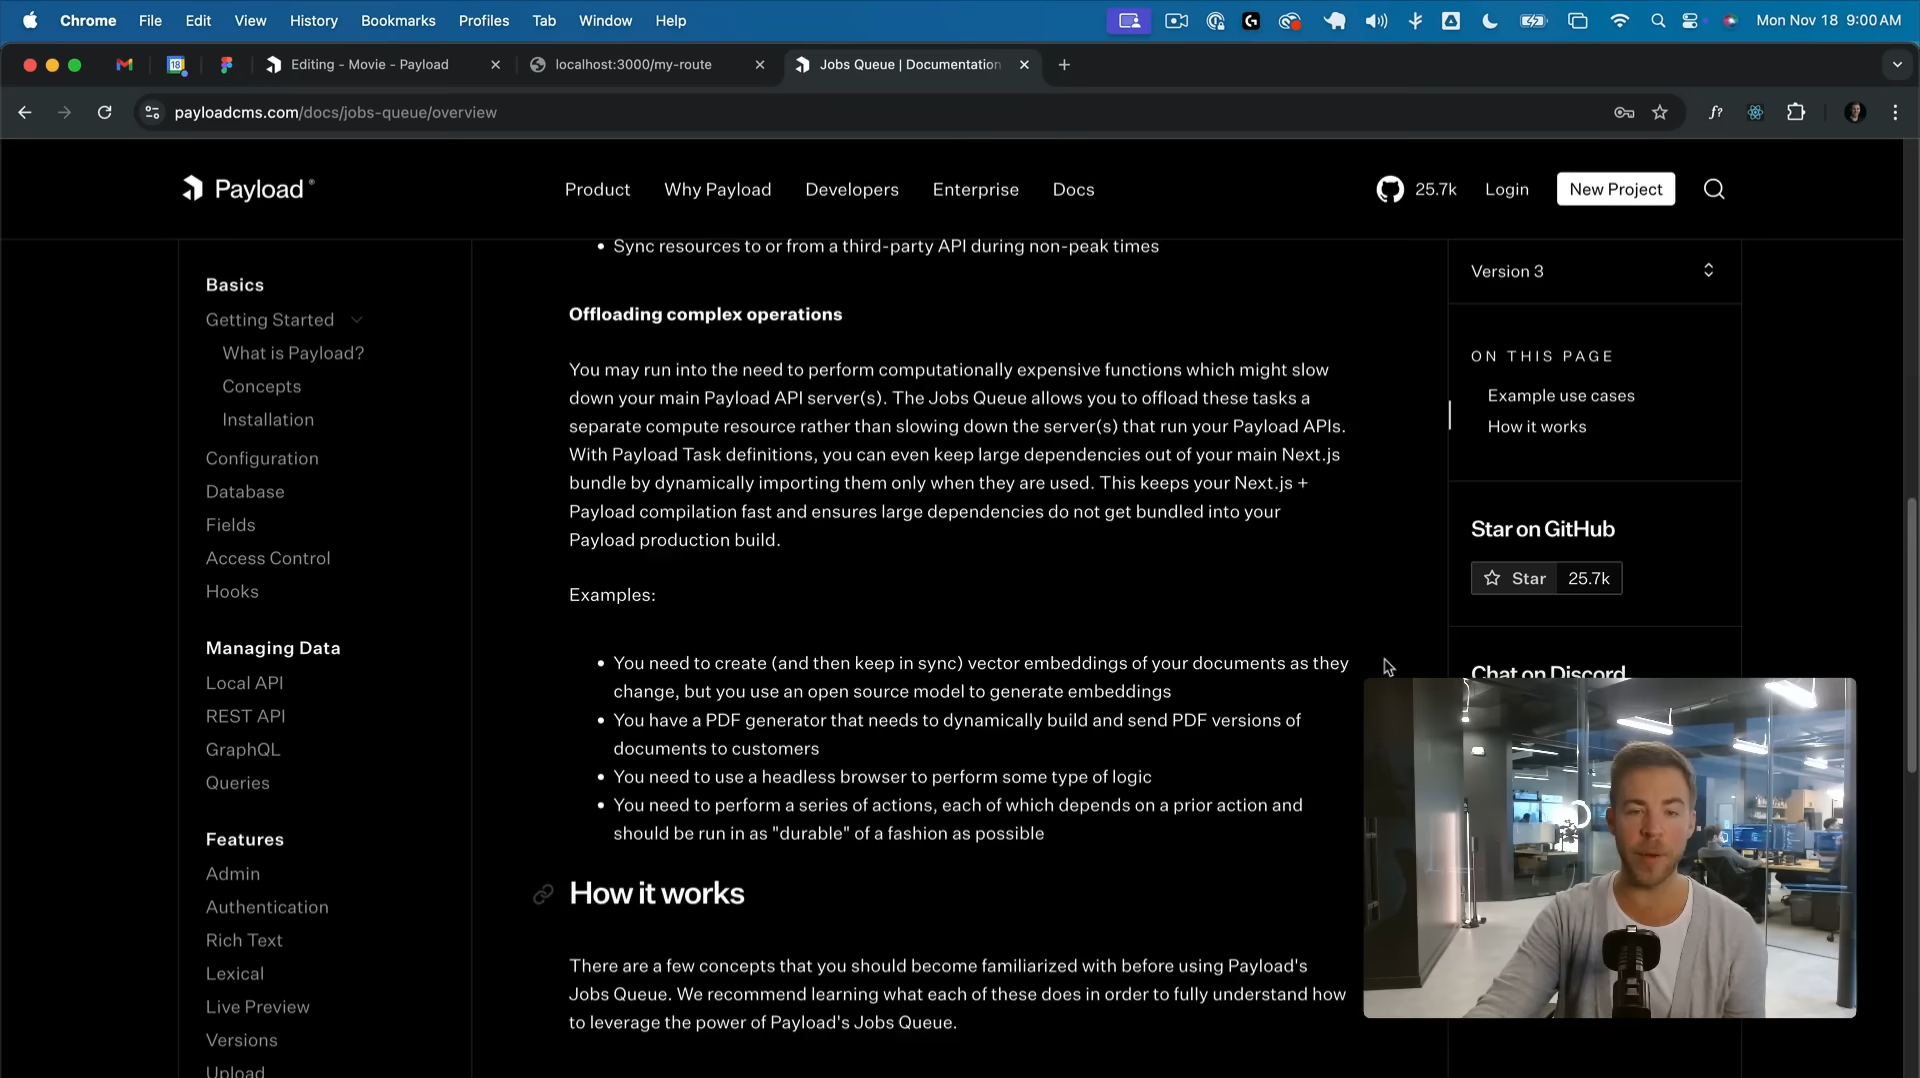 Chrome File Edit View History Bookmarks Profiles Tab Window Help Mon Nov 18 9:00 AM
18 Editing - Movie - Payload localhost:3000/my-route Jobs Queue | Documentation
payloadcms.com/docs/jobs-queue/overview f?
Payload Product Why Payload Developers Enterprise Docs 25.7k Login New Project
Basics
Getting Started
What is Payload?
Concepts
Installation
Configuration
Database
Fields
Access Control
Hooks
Managing Data
Local API
REST API
GraphQL
Queries
Features
Admin
Authentication
Rich Text
Lexical
Live Preview
Versions
Upload
• Sync resources to or from a third-party API during non-peak times
Offloading complex operations
You may run into the need to perform computationally expensive functions which might slow
down your main Payload API server(s). The Jobs Queue allows you to offload these tasks a
separate compute resource rather than slowing down the server(s) that run your Payload APIs.
With Payload Task definitions, you can even keep large dependencies out of your main Next.js
bundle by dynamically importing them only when they are used. This keeps your Next.js +
Payload compilation fast and ensures large dependencies do not get bundled into your
Payload production build.
Examples:
• You need to create (and then keep in sync) vector embeddings of your documents as they
change, but you use an open source model to generate embeddings
• You have a PDF generator that needs to dynamically build and send PDF versions of
documents to customers
• You need to use a headless browser to perform some type of logic
• You need to perform a series of actions, each of which depends on a prior action and
should be run in as "durable" of a fashion as possible
How it works
There are a few concepts that you should become familiarized with before using Payload's
Jobs Queue. We recommend learning what each of these does in order to fully understand how
to leverage the power of Payload's Jobs Queue.
Version 3
ON THIS PAGE
Example use cases
How it works
Star on GitHub
Star 25.7k
Chat on Discord